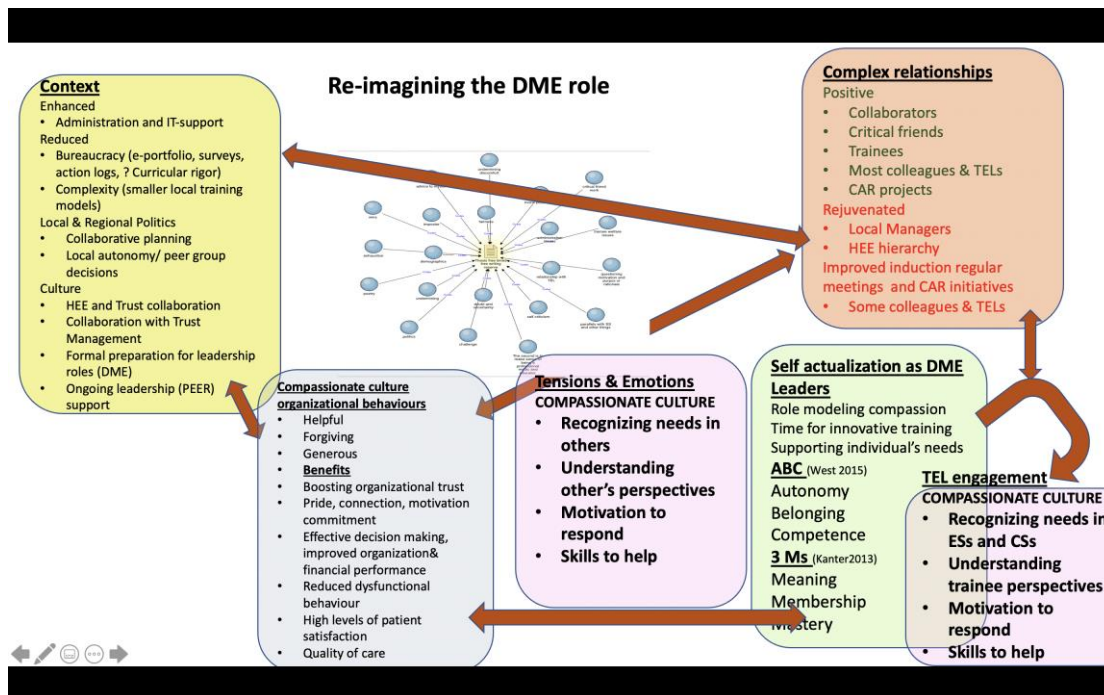 Re-imagining the DME role
Context
Enhanced
• Administration and IT-support
Reduced
• Bureaucracy (e-portfolio, surveys,
action logs, ? Curricular rigor)
• Complexity (smaller local training
models)
Local & Regional Politics
• Collaborative planning
• Local autonomy/ peer group
decisions
Culture
• HEE and Trust collaboration
• Collaboration with Trust
Management
• Formal preparation for leadership
roles (DME)
• Ongoing leadership (PEER)
support
Complex relationships
Positive
• Collaborators
• Critical friends
• Trainees
• Most colleagues & TELs
• CAR projects
Rejuvenated
• Local Managers
• HEE hierarchy
Improved induction regular
meetings and CAR initiatives
• Some colleagues & TELs
politics
challenge
self criticism
demographics
Compassionate culture
organizational behaviours
• Helpful
• Forgiving
• Generous
• Benefits
• Boosting organizational trust
• Pride, connection, motivation
commitment
• Effective decision making,
improved organization&
financial performance
• Reduced dysfunctional
behaviour
• High levels of patient
satisfaction
• Quality of care
Tensions & Emotions
COMPASSIONATE CULTURE
• Recognizing needs in
others
• Understanding
other's perspectives
• Motivation to
respond
• Skills to help
Self actualization as DME
Leaders
Role modeling compassion
Time for innovative training
Supporting individual's needs
ABC (West 2015)
Autonomy
Belonging
Competence
3 Ms (Kanter2013)
Meaning
Membership
Mastery
TEL engagement
COMPASSIONATE CULTURE
• Recognizing needs in
ESs and CSs
• Understanding
trainee perspectives
• Motivation to
respond
• Skills to help